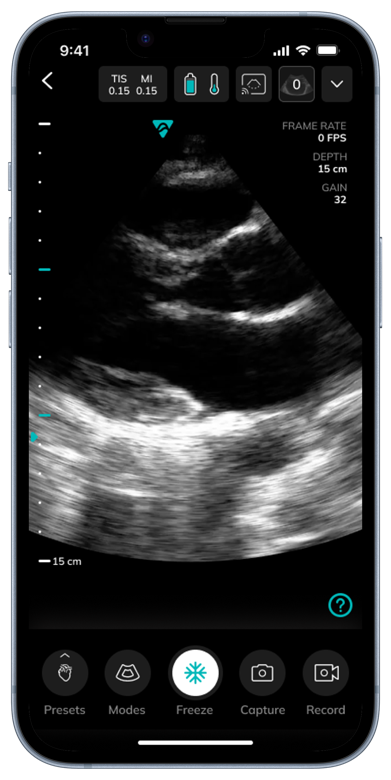 9:41
TIS MI
0.15 0.15
0
FRAME RATE
0 FPS
DEPTH
15 cm
GAIN
32
15 cm
Presets Modes Freeze Capture Record